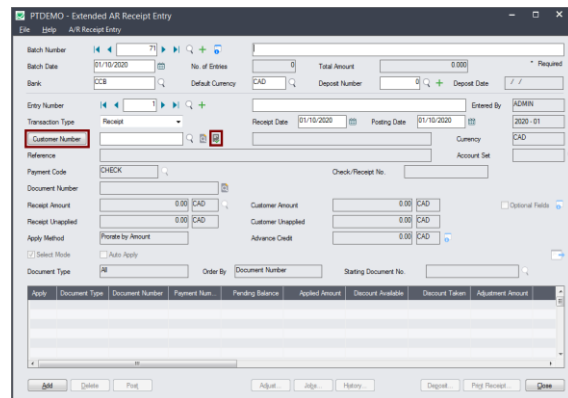 PTDEMO - Extended AR Receipt Entry
File Help A/R Receipt Entry
Batch Number 71
Batch Date 01/10/2020 No. of Entries 0 Total Amount 0.000 * Required
Bank CCB Default Currency CAD Deposit Number 0 Deposit Date / /
Entry Number 1 Entered By ADMIN
Transaction Type Receipt Receipt Date 01/10/2020 Posting Date 01/10/2020 2020 - 01
Customer Number Currency CAD
Reference Account Set
Payment Code CHECK Check/Receipt No.
Document Number
Receipt Amount 0.00 CAD Customer Amount 0.00 CAD Optional Fields
Receipt Unapplied 0.00 CAD Customer Unapplied 0.00 CAD
Apply Method Prorate by Amount Advance Credit 0.00 CAD
Select Mode Auto Apply
Document Type All Order By Document Number Starting Document No.
Apply Document Type Document Number Payment Num... Pending Balance Applied Amount Discount Available Discount Taken Adjustment Amount
Add Delete Post Adjust... Jobs... History... Deposit... Print Receipt... Close